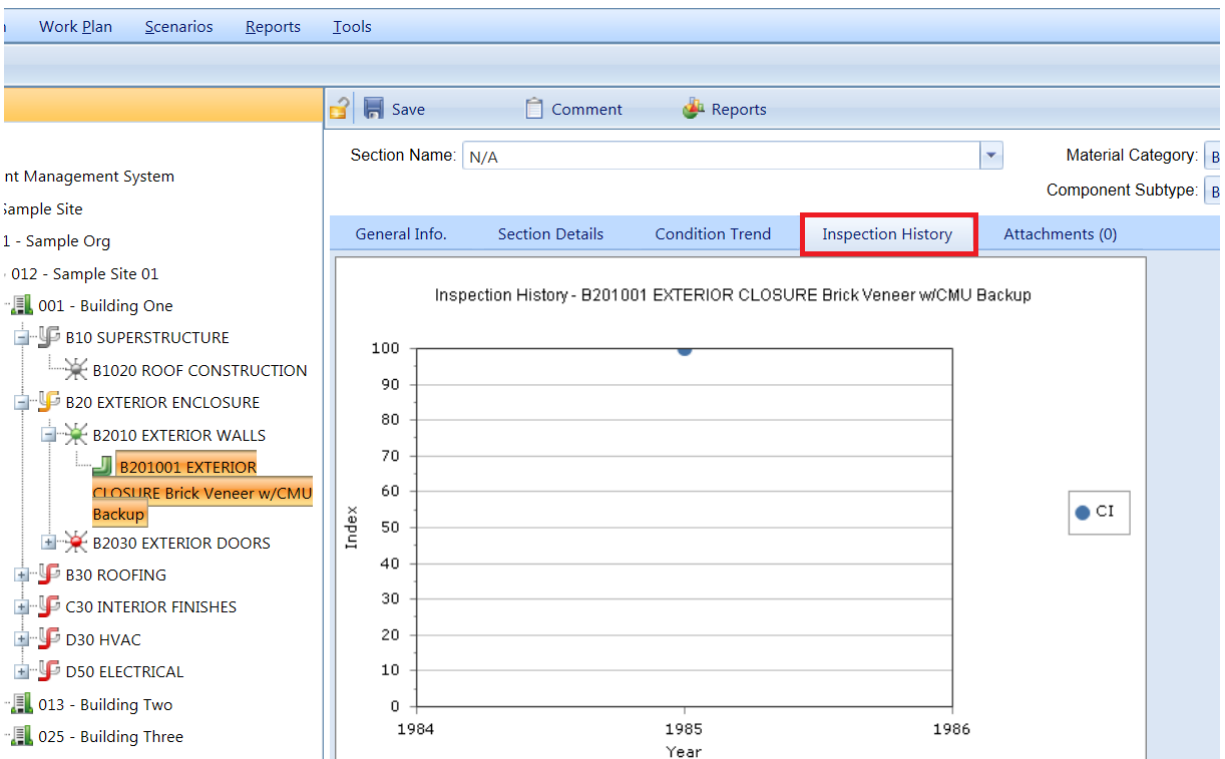 Work Plan Scenarios Reports Tools
Save Comment Reports
Section Name: N/A Material Category: B
Component Subtype: B
nt Management System
Sample Site
1 - Sample Org
012 - Sample Site 01
001 - Building One
B10 SUPERSTRUCTURE
B1020 ROOF CONSTRUCTION
B20 EXTERIOR ENCLOSURE
B2010 EXTERIOR WALLS
B201001 EXTERIOR
CLOSURE Brick Veneer w/CMU
Backup
B2030 EXTERIOR DOORS
B30 ROOFING
C30 INTERIOR FINISHES
D30 HVAC
D50 ELECTRICAL
013 - Building Two
025 - Building Three
General Info. Section Details Condition Trend Inspection History Attachments (0)
Inspection History - B201001 EXTERIOR CLOSURE Brick Veneer w/CMU Backup
100
90
80
70
60
50
40
30
20
10
0
Index
1984 1985 1986
Year
CI